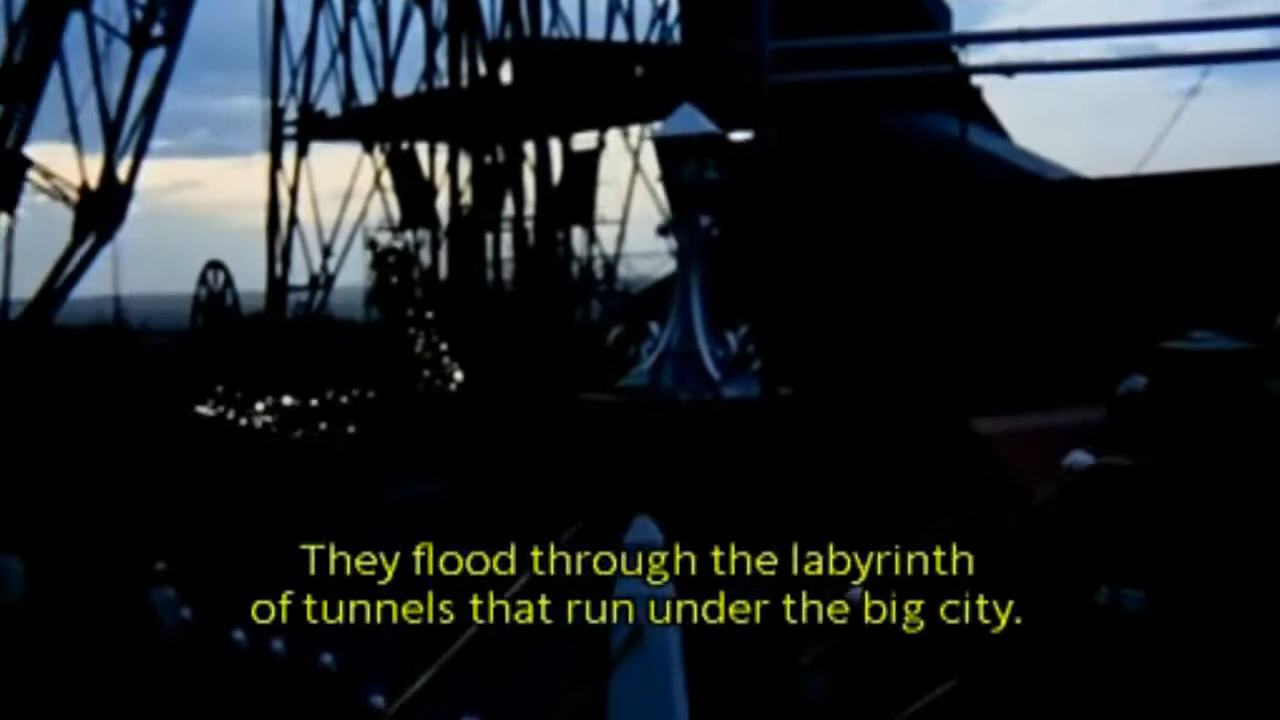 They flood through the labyrinth
of tunnels that run under the big city.